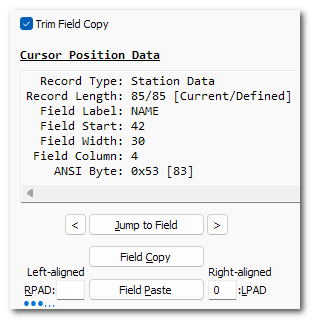 Trim Field Copy
Cursor Position Data
Record Type: Station Data
Record Length: 85/85 [Current/Defined]
Field Label: NAME
Field Start: 42
Field Width: 30
Field Column: 4
ANSI Byte: 0x53 [83]
< Jump to Field >
Field Copy
Left-aligned Right-aligned
RPAD: Field Paste 0 :LPAD